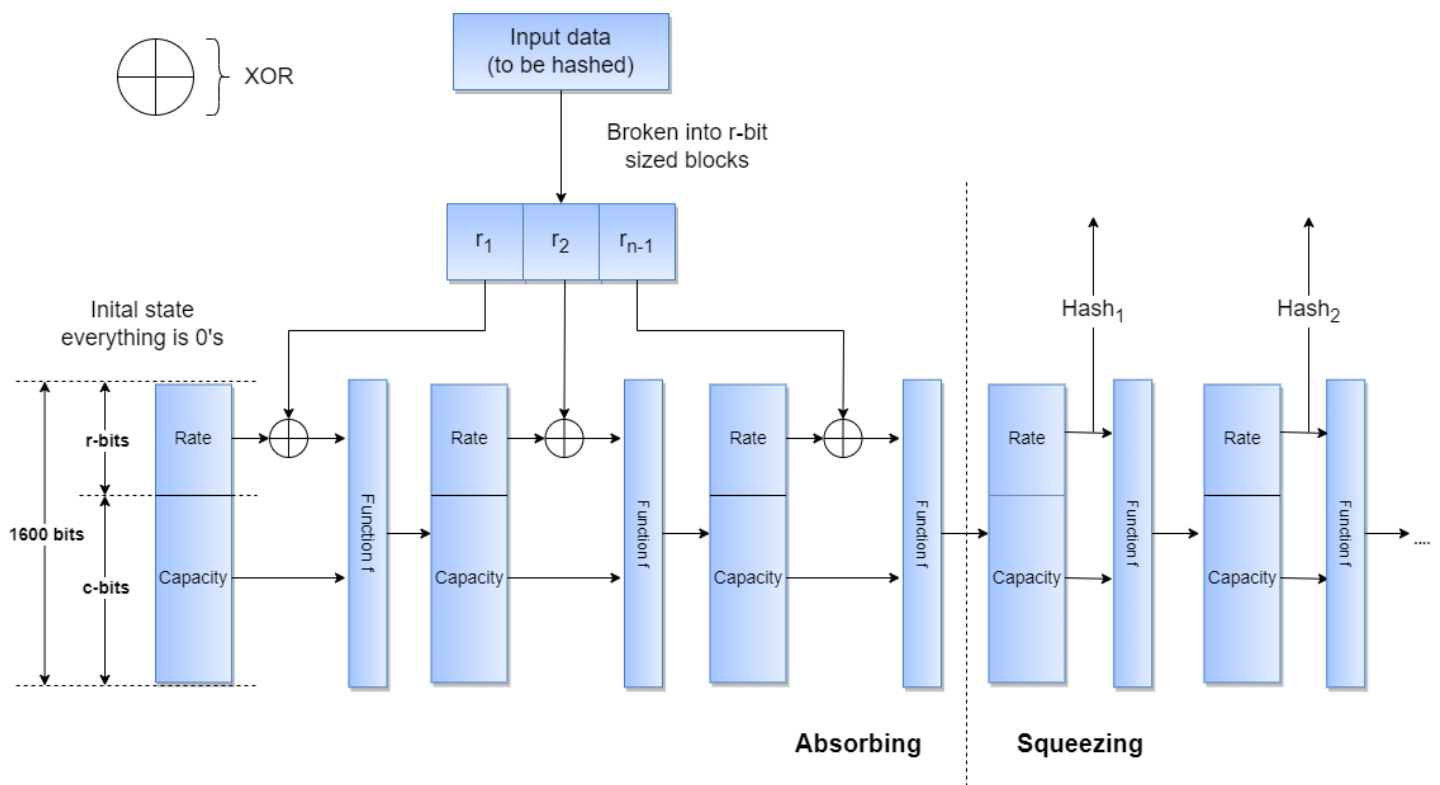 XOR
Input data
(to be hashed)
Broken into r-bit
sized blocks
r1
r2
rn-1
Inital state
everything is 0's
Hash1
Hash2
r-bits
1600 bits
c-bits
Rate
Capacity
Function f
Rate
Capacity
Function f
Rate
Capacity
Function f
Rate
Capacity
Function f
Rate
Capacity
Function f
....
Absorbing
Squeezing